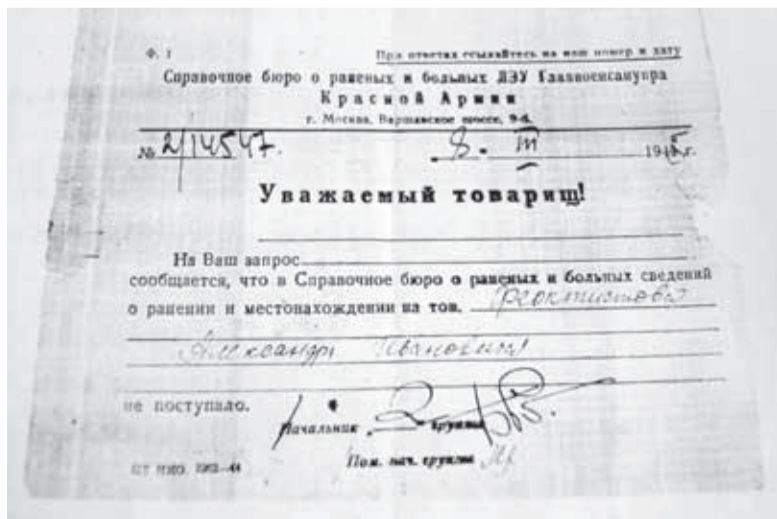 Ф. 1 При ответах ссылайтесь на наш номер и дату
Справочное бюро о раненых и больных ЛЭУ Главвоенсанупра
Красной Армии
г. Москва, Варшавское шоссе, 9-
№ 2/14547. 8 - III 1945 г.
Уважаемый товарищ!
На Ваш запрос
сообщается, что в Справочное бюро о раненых и больных сведений
о ранении и местонахождении на тов. Феоктистова
Александра Ивановича
не поступало.
Начальник группы
Пом. нач. группы